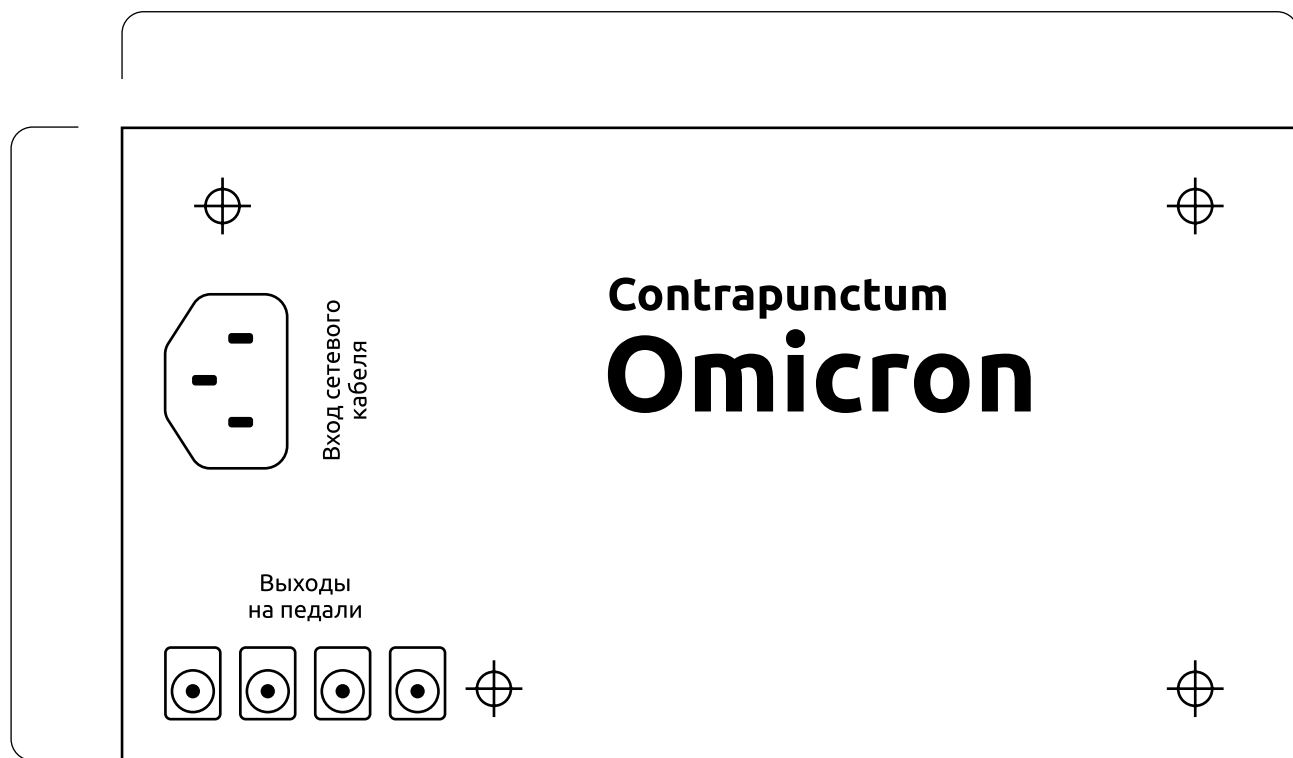 Contrapunctum
Omicron
Вход сетевого
кабеля
Выходы
на педали